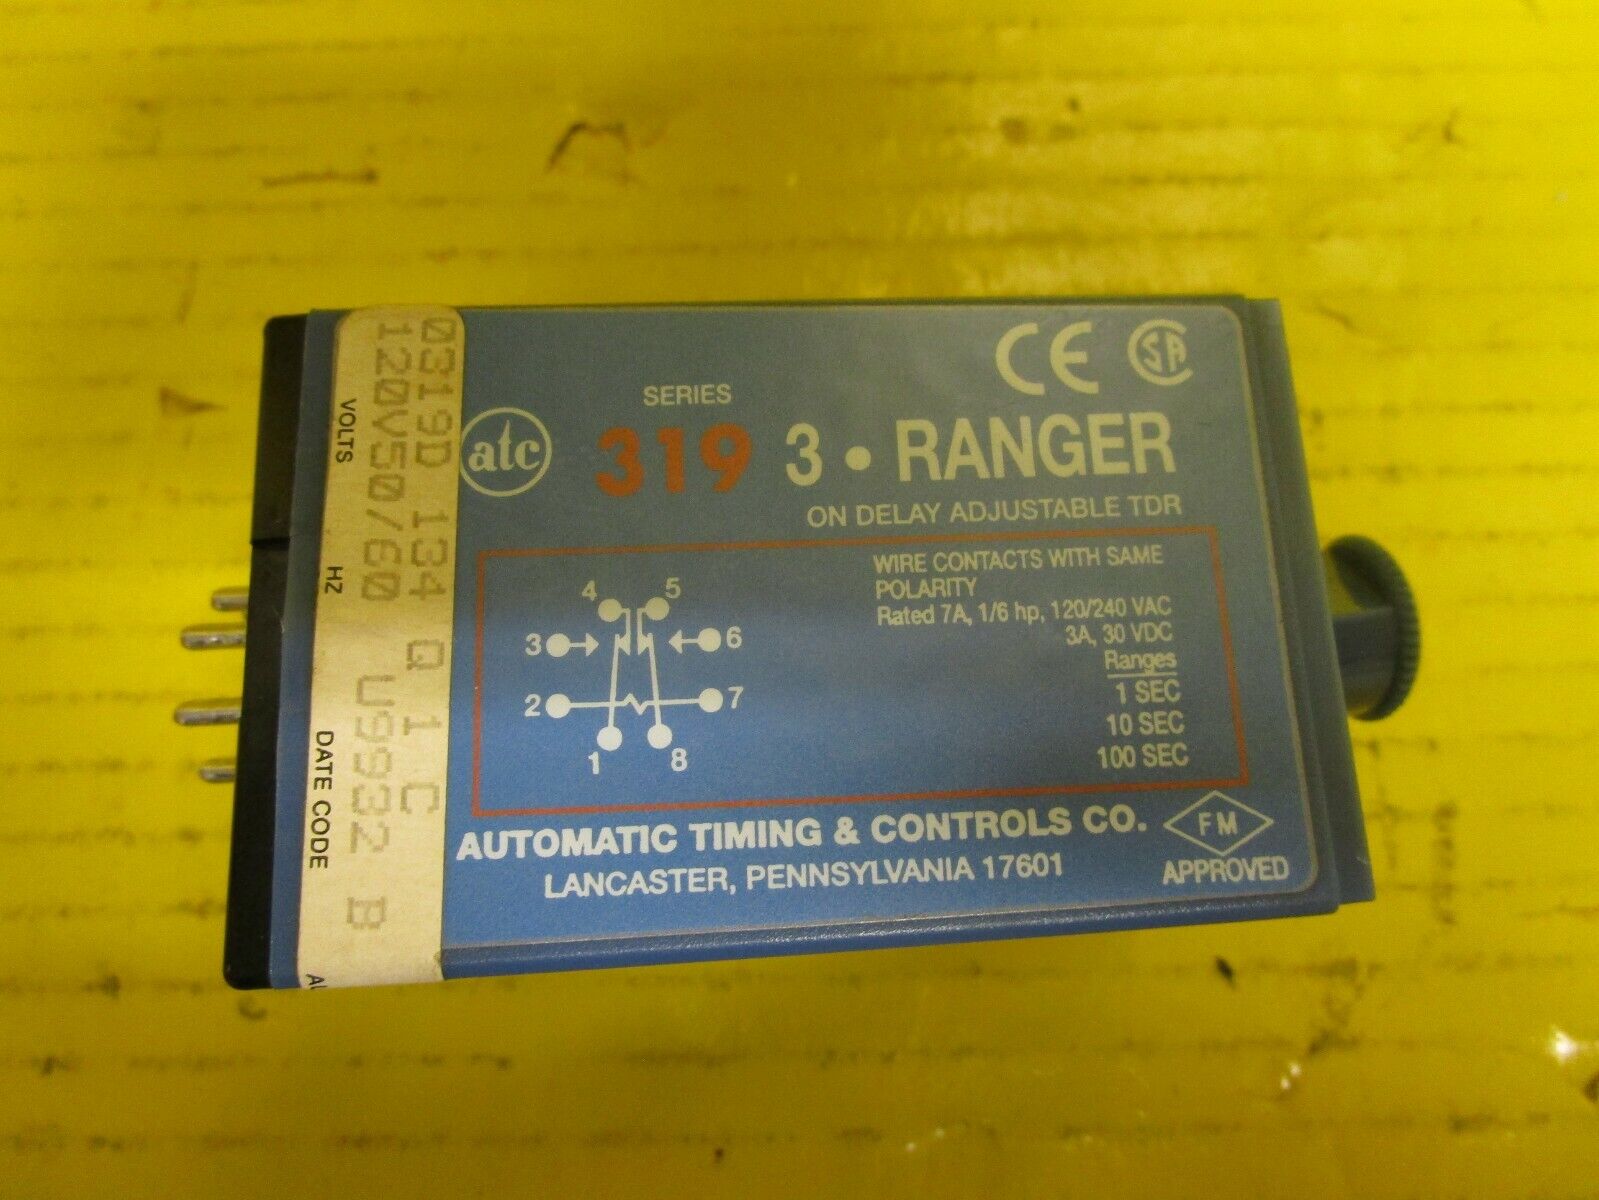 0319D 134 Q 1 C
120V50/60 U9932 B
VOLTS HZ DATE CODE
atc
SERIES
319 3 • RANGER
ON DELAY ADJUSTABLE TDR
CE SA
4 5
3 6
2 7
1 8
WIRE CONTACTS WITH SAME
POLARITY
Rated 7A, 1/6 hp, 120/240 VAC
3A, 30 VDC
Ranges
1 SEC
10 SEC
100 SEC
AUTOMATIC TIMING & CONTROLS CO.
LANCASTER, PENNSYLVANIA 17601
FM
APPROVED